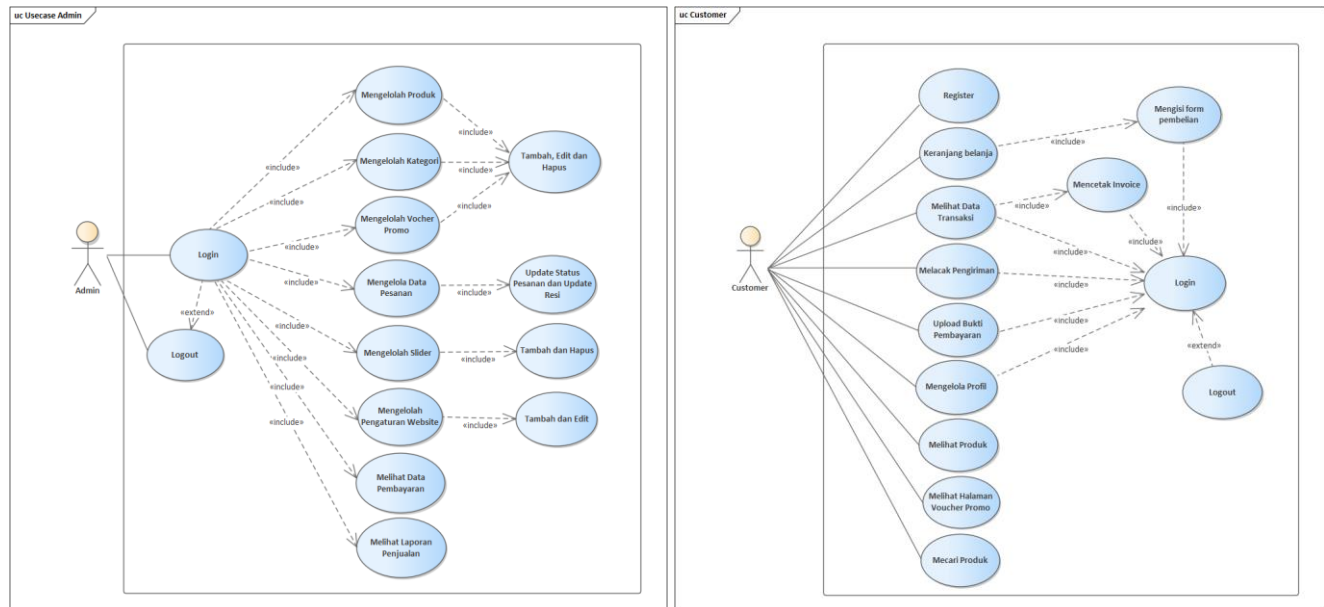 uc Usecase Admin
Mengelolah Produk
«include»
Tambah, Edit dan
Hapus
«include»
Mengelolah Kategori
«include»
«include»
Mengelolah Vocher
Promo
«include»
«include»
Admin
Login
Mengelola Data
Pesanan
«include»
Update Status
Pesanan dan Update
Resi
«include»
«extend»
Logout
«include»
Mengelolah Slider
«include»
Tambah dan Hapus
«include»
Mengelolah
Pengaturan Website
«include»
Tambah dan Edit
«include»
Melihat Data
Pembayaran
«include»
Melihat Laporan
Penjualan
uc Customer
Register
Keranjang belanja
«include»
Mengisi form
pembelian
Melihat Data
Transaksi
«include»
Mencetak Invoice
«include»
«include»
«include»
Customer
Melacak Pengiriman
«include»
Login
Upload Bukti
Pembayaran
«include»
«include»
«extend»
Mengelola Profil
Logout
Melihat Produk
Melihat Halaman
Voucher Promo
Mecari Produk